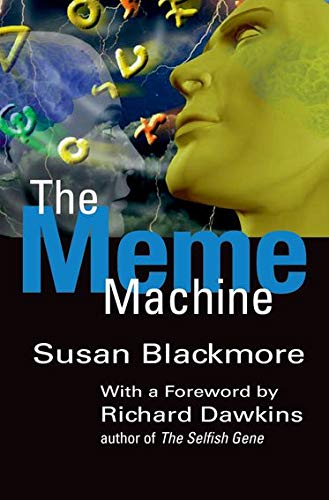 The
Meme
Machine
Susan Blackmore
With a Foreword by
Richard Dawkins
author of The Selfish Gene